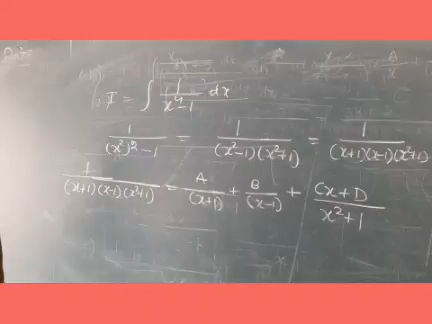 I = ∫ 1/(x^4 - 1) dx
1/((x²)² - 1) = 1/((x²-1)(x²+1)) = 1/((x+1)(x-1)(x²+1))
1/((x+1)(x-1)(x²+1)) = A/(x+1) + B/(x-1) + (Cx+D)/(x²+1)